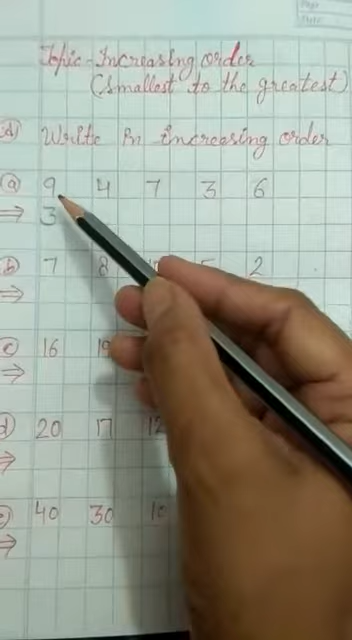 Page
Topic - Increasing order
(Smallest to the greatest)
(A) Write in increasing order
(a) 9 4 7 3 6
⇒ 3
(b) 7 8 2
⇒
(c) 16 19
⇒
(d) 20 17 12
⇒
(e) 40 30 10
⇒